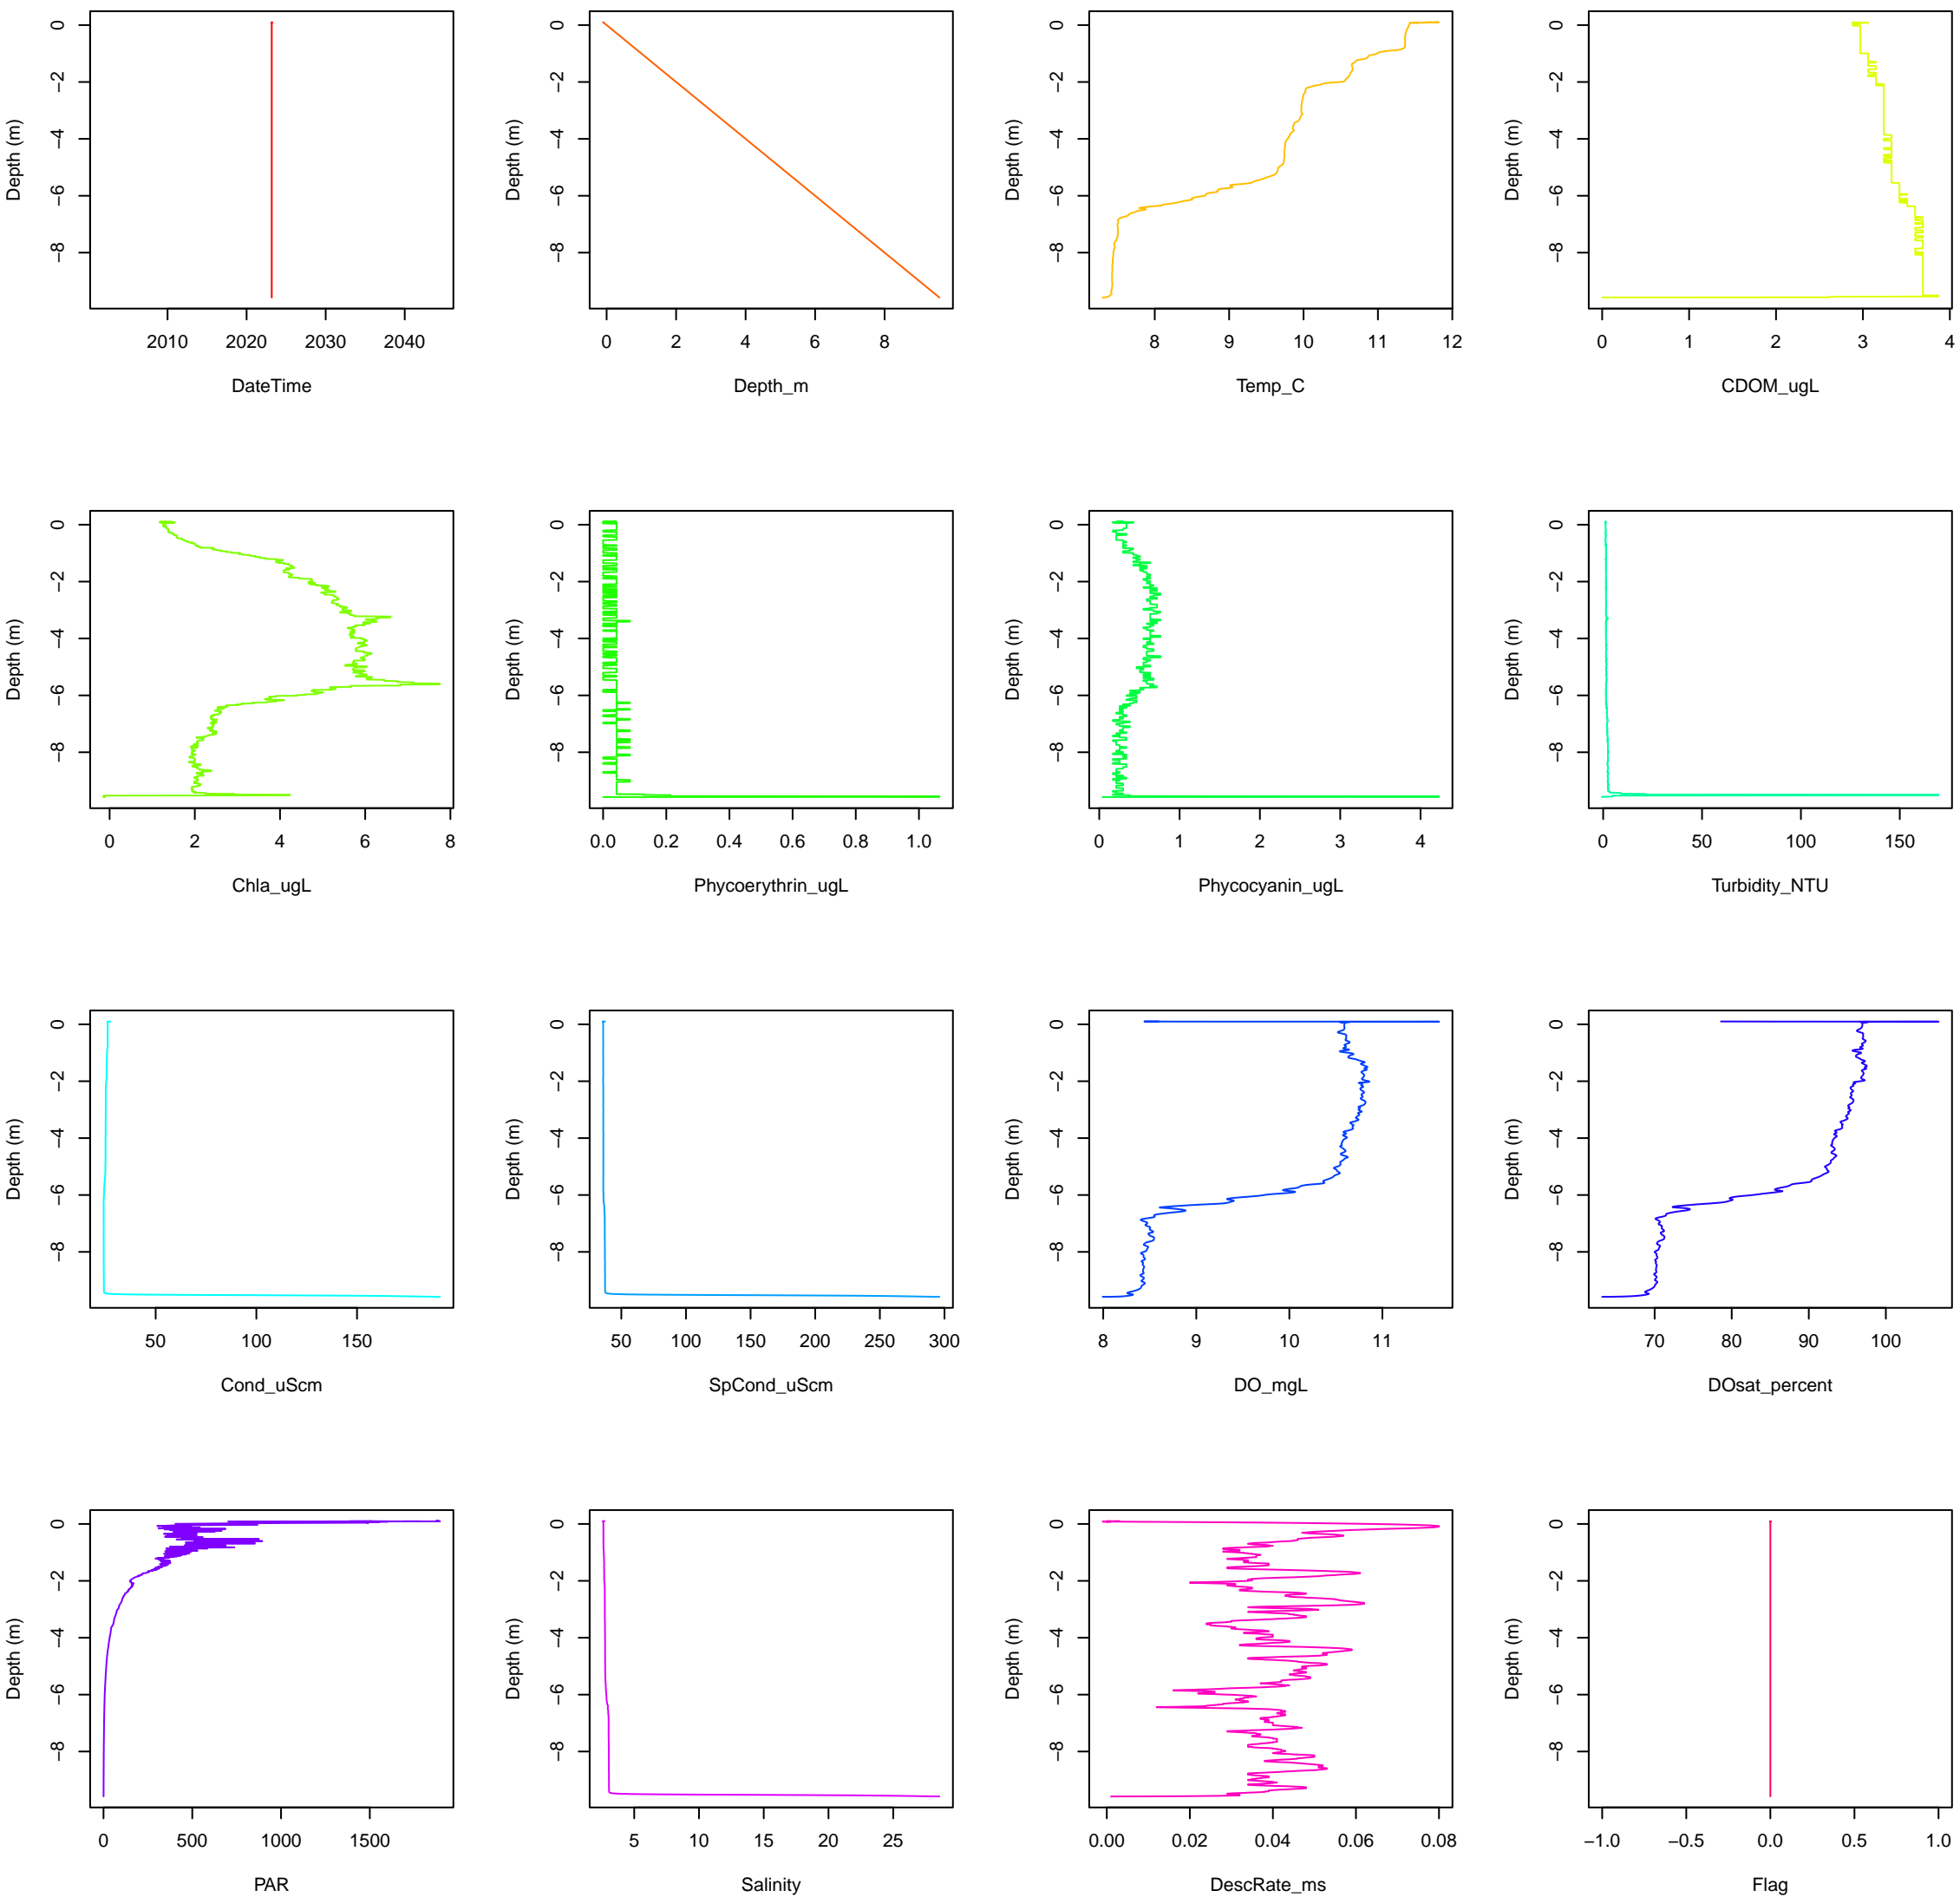 Depth (m)
0
−2
−4
−6
−8
2010 2020 2030 2040
DateTime
Depth (m)
0
−2
−4
−6
−8
0 2 4 6 8
Depth_m
Depth (m)
0
−2
−4
−6
−8
8 9 10 11 12
Temp_C
Depth (m)
0
−2
−4
−6
−8
0 1 2 3 4
CDOM_ugL
Depth (m)
0
−2
−4
−6
−8
0 2 4 6 8
Chla_ugL
Depth (m)
0
−2
−4
−6
−8
0.0 0.2 0.4 0.6 0.8 1.0
Phycoerythrin_ugL
Depth (m)
0
−2
−4
−6
−8
0 1 2 3 4
Phycocyanin_ugL
Depth (m)
0
−2
−4
−6
−8
0 50 100 150
Turbidity_NTU
Depth (m)
0
−2
−4
−6
−8
50 100 150
Cond_uScm
Depth (m)
0
−2
−4
−6
−8
50 100 150 200 250 300
SpCond_uScm
Depth (m)
0
−2
−4
−6
−8
8 9 10 11
DO_mgL
Depth (m)
0
−2
−4
−6
−8
70 80 90 100
DOsat_percent
Depth (m)
0
−2
−4
−6
−8
0 500 1000 1500
PAR
Depth (m)
0
−2
−4
−6
−8
5 10 15 20 25
Salinity
Depth (m)
0
−2
−4
−6
−8
0.00 0.02 0.04 0.06 0.08
DescRate_ms
Depth (m)
0
−2
−4
−6
−8
−1.0 −0.5 0.0 0.5 1.0
Flag